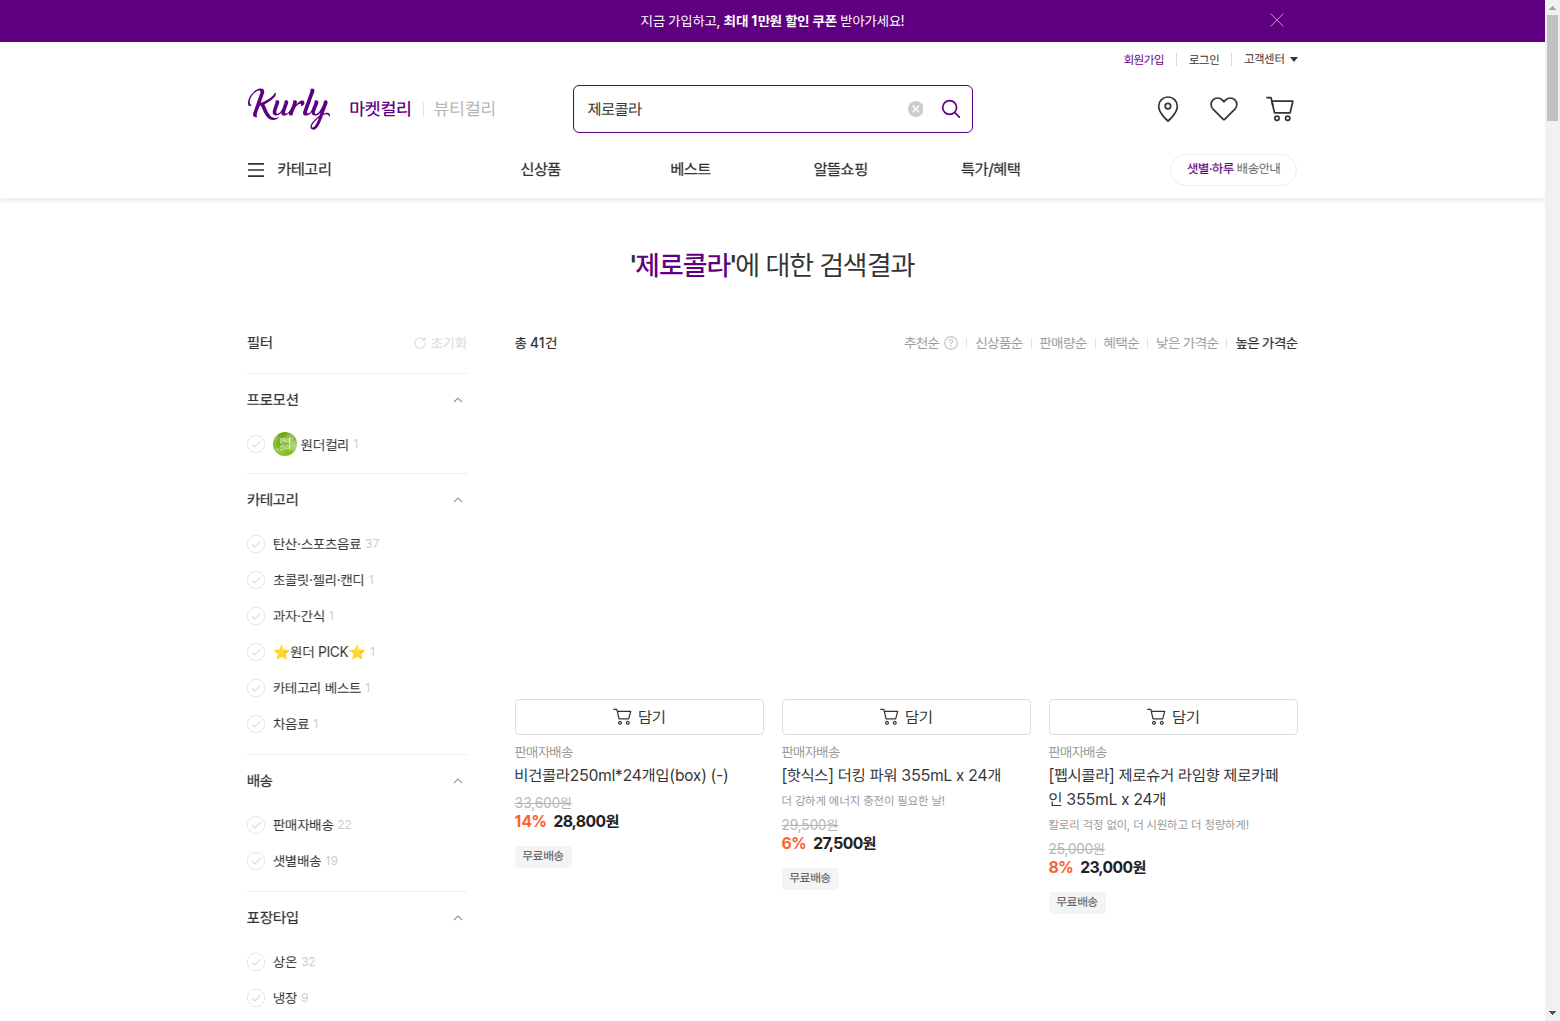 지금 가입하고, 최대 1만원 할인 쿠폰 받아가세요!
회원가입 로그인 고객센터
Kurly 마켓컬리 뷰티컬리
제로콜라
카테고리 신상품 베스트 알뜰쇼핑 특가/혜택 샛별·하루 배송안내
'제로콜라'에 대한 검색결과
필터 초기화
총 41건 추천순 ? 신상품순 판매량순 혜택순 낮은 가격순 높은 가격순
프로모션
원더컬리 1
카테고리
탄산·스포츠음료 37
초콜릿·젤리·캔디 1
과자·간식 1
⭐원더 PICK⭐ 1
카테고리 베스트 1
차음료 1
배송
판매자배송 22
샛별배송 19
포장타입
상온 32
냉장 9
담기
판매자배송
비건콜라250ml*24개입(box) (-)
33,600원
14% 28,800원
무료배송
담기
판매자배송
[핫식스] 더킹 파워 355mL x 24개
더 강하게 에너지 충전이 필요한 날!
29,500원
6% 27,500원
무료배송
담기
판매자배송
[펩시콜라] 제로슈거 라임향 제로카페
인 355mL x 24개
칼로리 걱정 없이, 더 시원하고 더 청량하게!
25,000원
8% 23,000원
무료배송